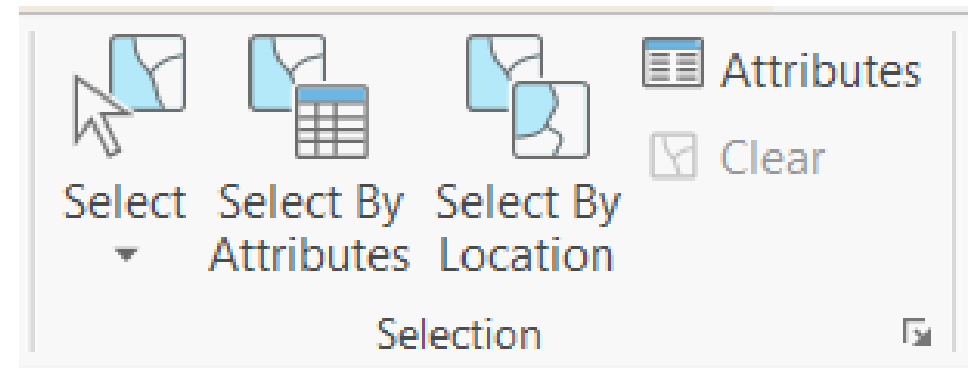 Select
Select By
Attributes
Select By
Location
Attributes
Clear
Selection